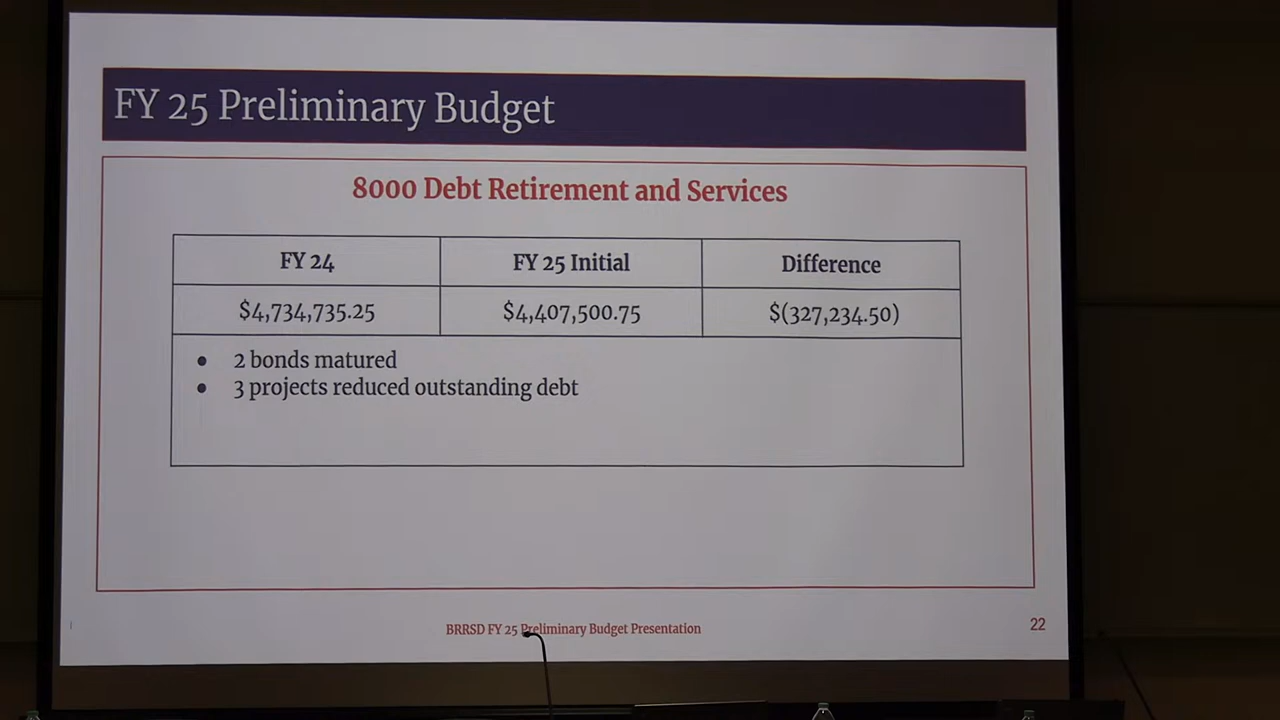 FY 25 Preliminary Budget
8000 Debt Retirement and Services
FY 24 FY 25 Initial Difference
$4,734,735.25 $4,407,500.75 $(327,234.50)
● 2 bonds matured
● 3 projects reduced outstanding debt
BRRSD FY 25 Preliminary Budget Presentation
22